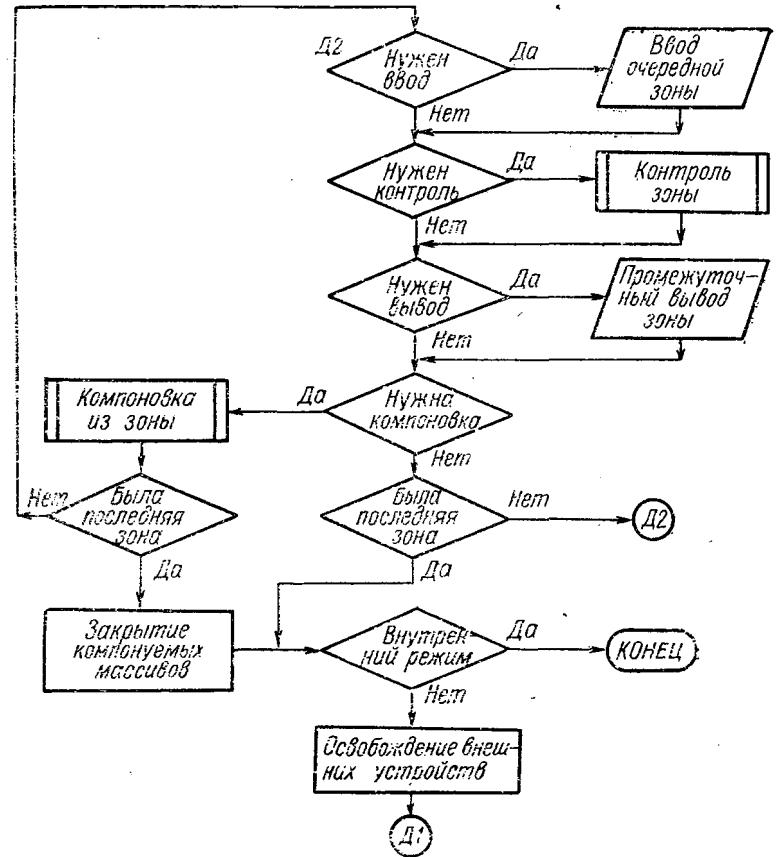 Д2
Нужен
ввод
Да
Ввод
очередной
зоны
Нет
Нужен
контроль
Да
Контроль
зоны
Нет
Нужен
вывод
Да
Промежуточ-
ный вывод
зоны
Нет
Компоновка
из зоны
Да
Нужна
компоновка
Нет
Нет
Была
последняя
зона
Была
последняя
зона
Нет
Д2
Да
Да
Закрытие
компонуемых
массивов
Внутрен-
ний режим
Да
КОНЕЦ
Нет
Освобождение внеш-
них устройств
Д1